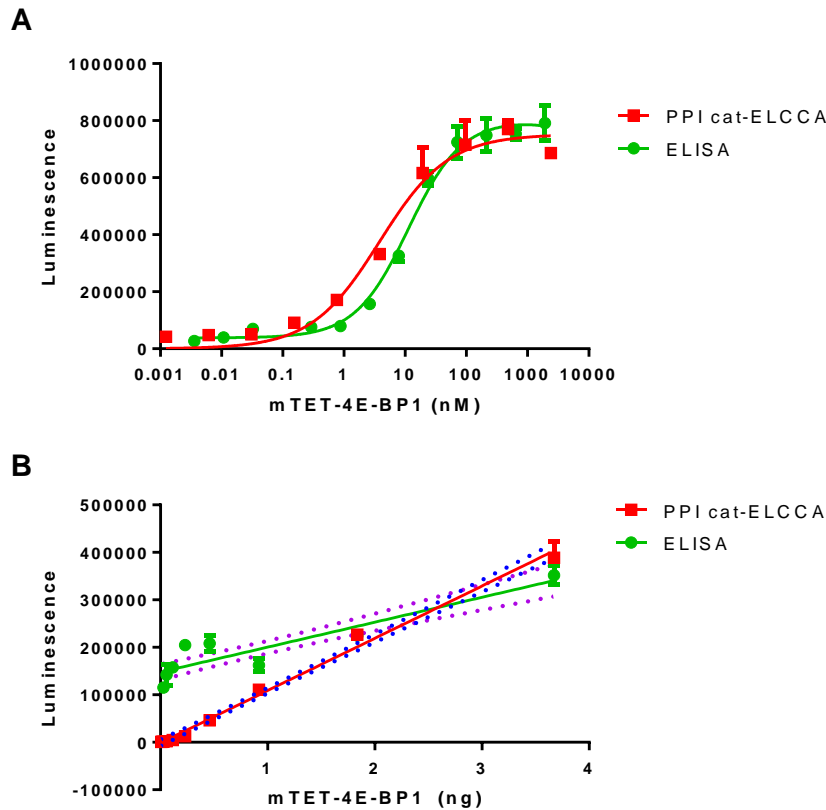 A
1000000
800000
600000
400000
200000
0
Luminescence
0.001 0.01 0.1 1 10 100 1000 10000
mTET-4E-BP1 (nM)
PPI cat-ELCCA
ELISA
B
500000
400000
300000
200000
100000
0
-100000
Luminescence
1 2 3 4
mTET-4E-BP1 (ng)
PPI cat-ELCCA
ELISA